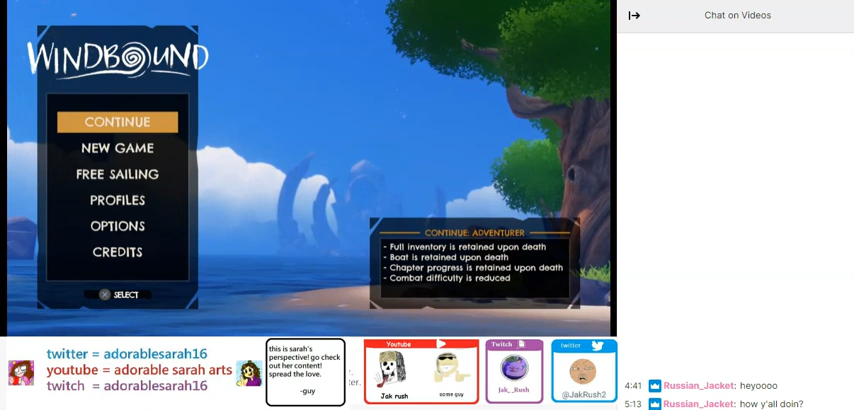 WINDBOUND
CONTINUE
NEW GAME
FREE SAILING
PROFILES
OPTIONS
CREDITS
SELECT
CONTINUE: ADVENTURER
- Full inventory is retained upon death
- Boat is retained upon death
- Chapter progress is retained upon death
- Combat difficulty is reduced
Chat on Videos
4:41 Russian_Jacket: heyoooo
5:13 Russian_Jacket: how y'all doin?
twitter = adorablesarah16
youtube = adorable sarah arts
twitch = adorablesarah16
this is sarah's
perspective! go check
out her content!
spread the love.
-guy
ter.
Youtube
Jak rush
some guy
Twitch
Jak_Rush
twitter
@JakRush2